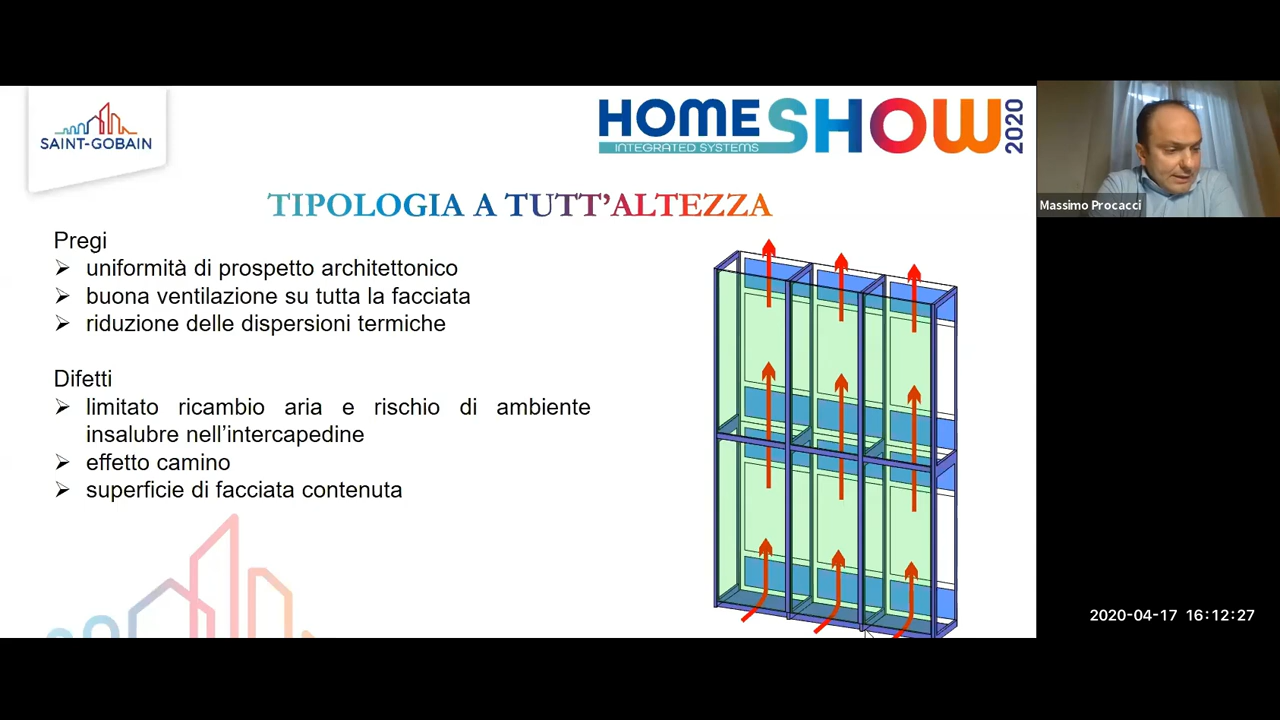 SAINT-GOBAIN
HOME SHOW 2020
INTEGRATED SYSTEMS
Massimo Procacci
TIPOLOGIA A TUTT’ALTEZZA
Pregi
uniformità di prospetto architettonico
buona ventilazione su tutta la facciata
riduzione delle dispersioni termiche
Difetti
limitato ricambio aria e rischio di ambiente
insalubre nell’intercapedine
effetto camino
superficie di facciata contenuta
2020-04-17 16:12:27